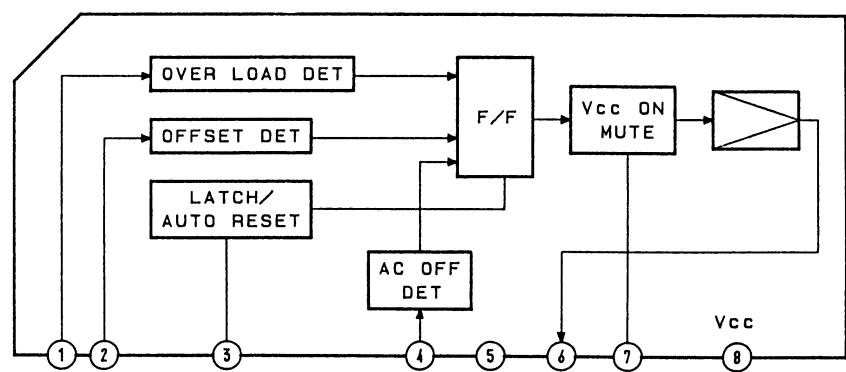 OVER LOAD DET
OFFSET DET
LATCH/
AUTO RESET
F/F
Vcc ON
MUTE
AC OFF
DET
Vcc
1 2 3 4 5 6 7 8